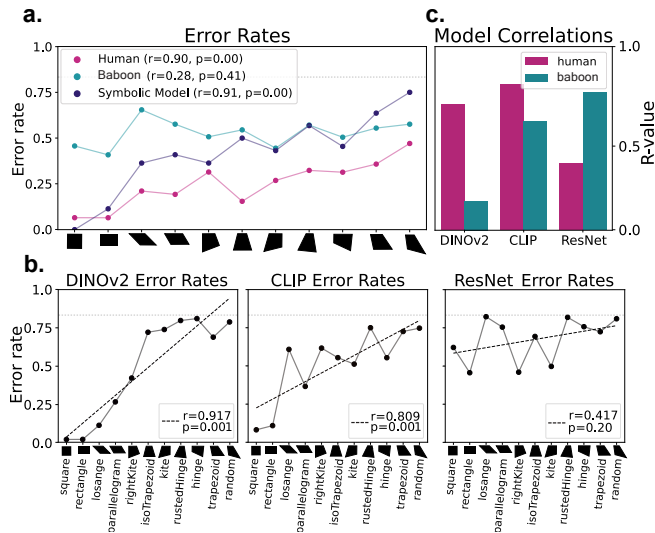 a.
Error Rates
Human (r=0.90, p=0.00)
Baboon (r=0.28, p=0.41)
Symbolic Model (r=0.91, p=0.00)
Error rate
1.0
0.75
0.5
0.25
0.0
c.
Model Correlations
human
baboon
1.0
0.0
R-value
DINOv2
CLIP
ResNet
b.
DINOv2 Error Rates
CLIP Error Rates
ResNet Error Rates
Error rate
1.0
0.75
0.5
0.25
0.0
r=0.917
p=0.001
r=0.809
p=0.001
r=0.417
p=0.20
square
rectangle
losange
parallelogram
rightKite
isoTrapezoid
kite
rustedHinge
hinge
trapezoid
random
square
rectangle
losange
parallelogram
rightKite
isoTrapezoid
kite
rustedHinge
hinge
trapezoid
random
square
rectangle
losange
parallelogram
rightKite
isoTrapezoid
kite
rustedHinge
hinge
trapezoid
random